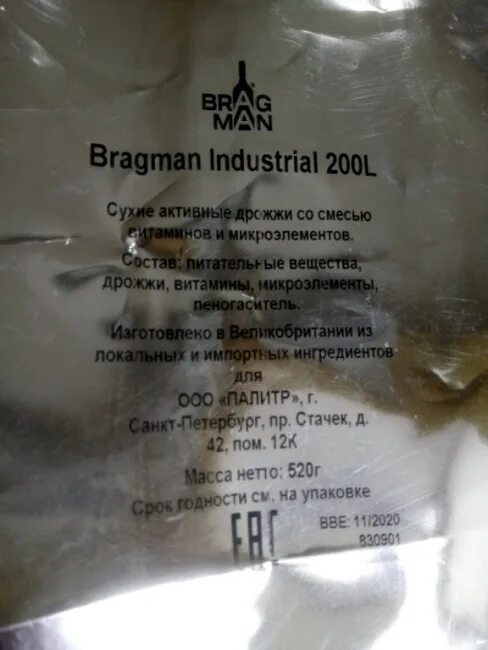 BRAG
MAN
Bragman Industrial 200L
Сухие активные дрожжи со смесью
витаминов и микроэлементов.
Состав: питательные вещества,
дрожжи, витамины, микроэлементы,
пеногаситель.
Изготовлено в Великобритании из
локальных и импортных ингредиентов
для
ООО «ПАЛИТР», г.
Санкт-Петербург, пр. Стачек, д.
42, пом. 12К
Масса нетто: 520г
Срок годности см. на упаковке
EAC
BBE: 11/2020
830901